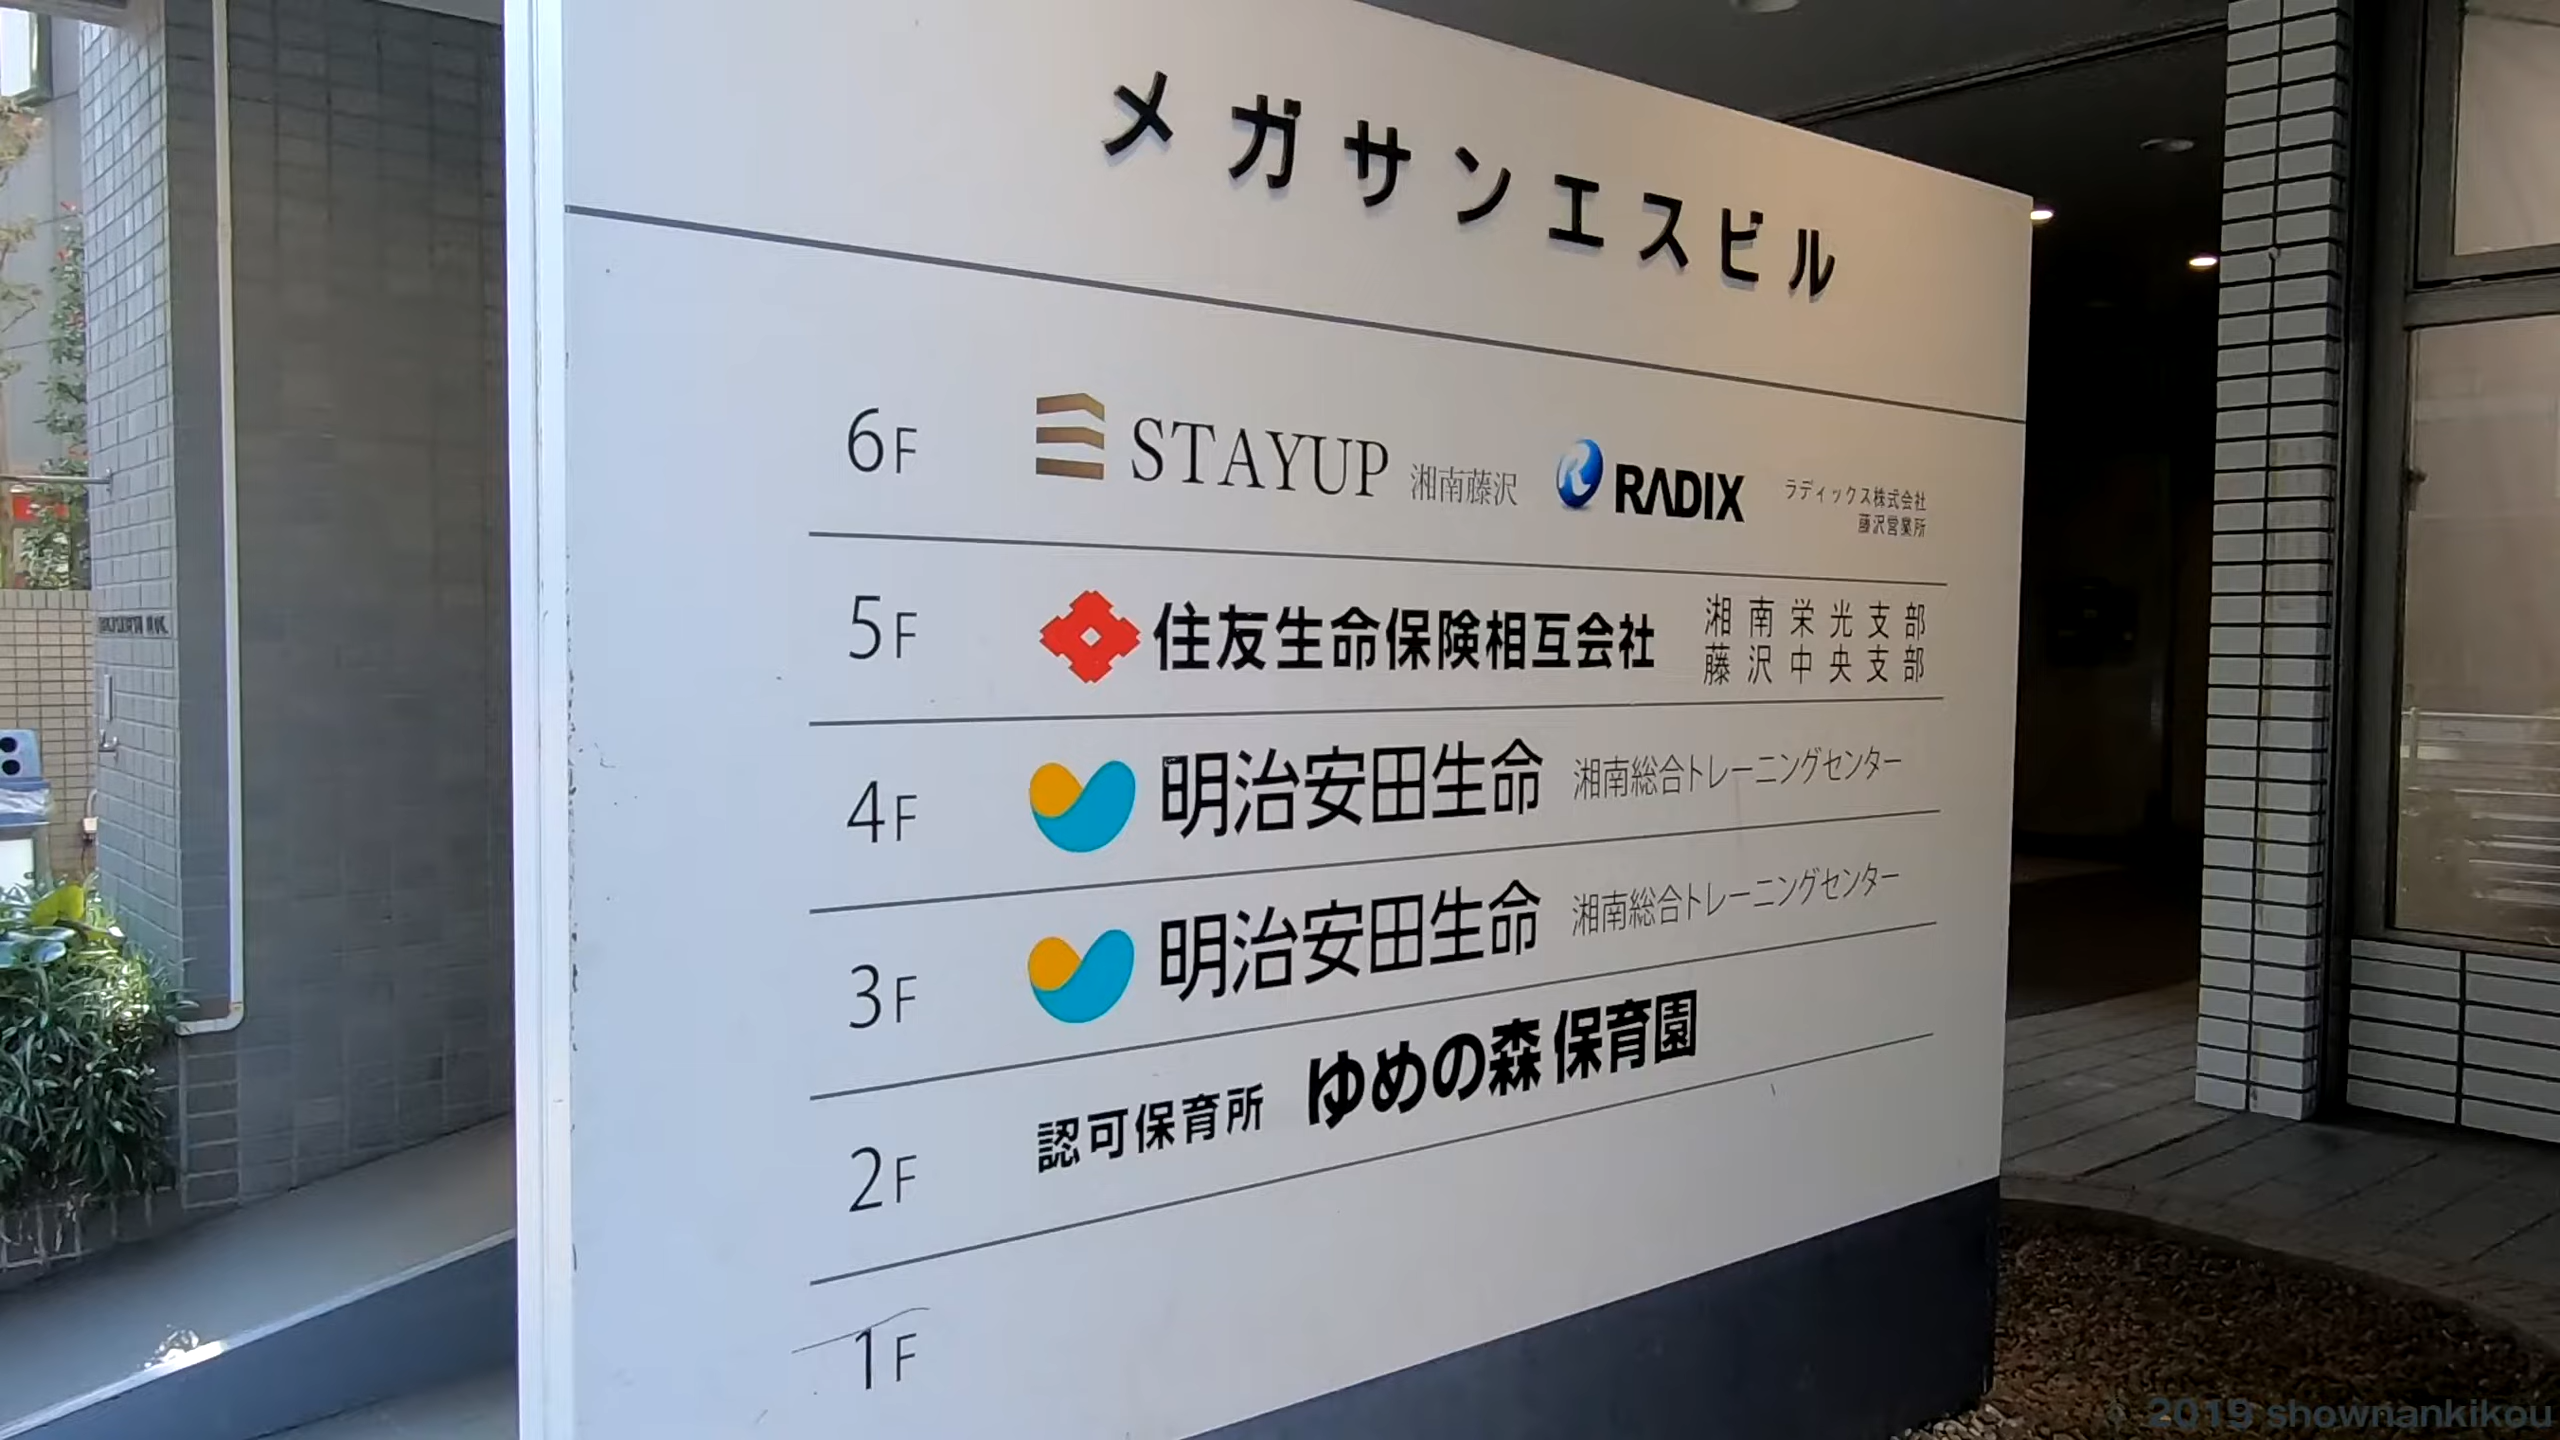 メガサンエスビル
6F STAYUP 湘南藤沢 RADIX ラディックス株式会社
藤沢営業所
5F 住友生命保険相互会社 湘南栄光支部
藤沢中央支部
4F 明治安田生命 湘南総合トレーニングセンター
3F 明治安田生命 湘南総合トレーニングセンター
2F 認可保育所 ゆめの森保育園
1F
© 2019 shownankikou